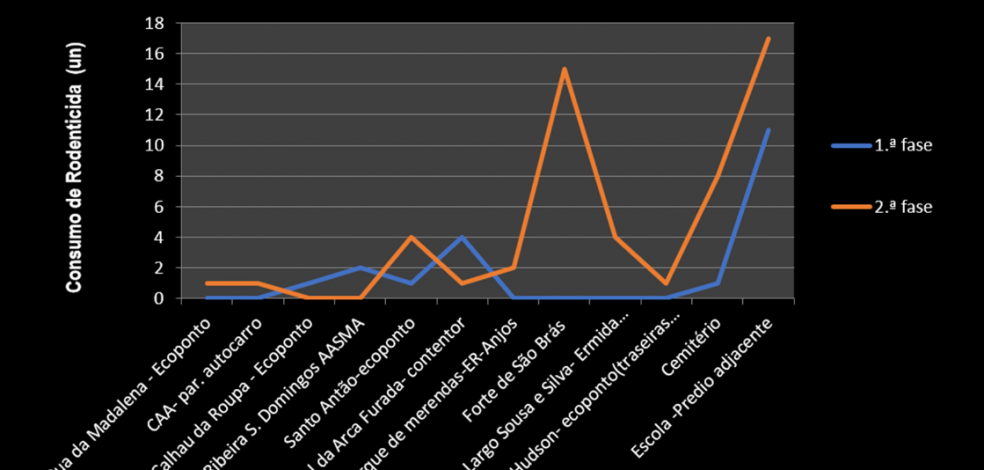 Consumo de Rodenticida (un)
18
16
14
12
10
8
6
4
2
0
1.ª fase
2.ª fase
da Madalena - Ecoponto
CAA- par. autocarro
Calhau da Roupa - Ecoponto
Ribeira S. Domingos AASMA
Santo Antão-ecoponto
da Arca Furada- contentor
de merendas-ER-Anjos
Forte de São Brás
Largo Sousa e Silva- Ermida...
Hudson- ecoponto(traseiras...
Cemitério
Escola -Predio adjacente